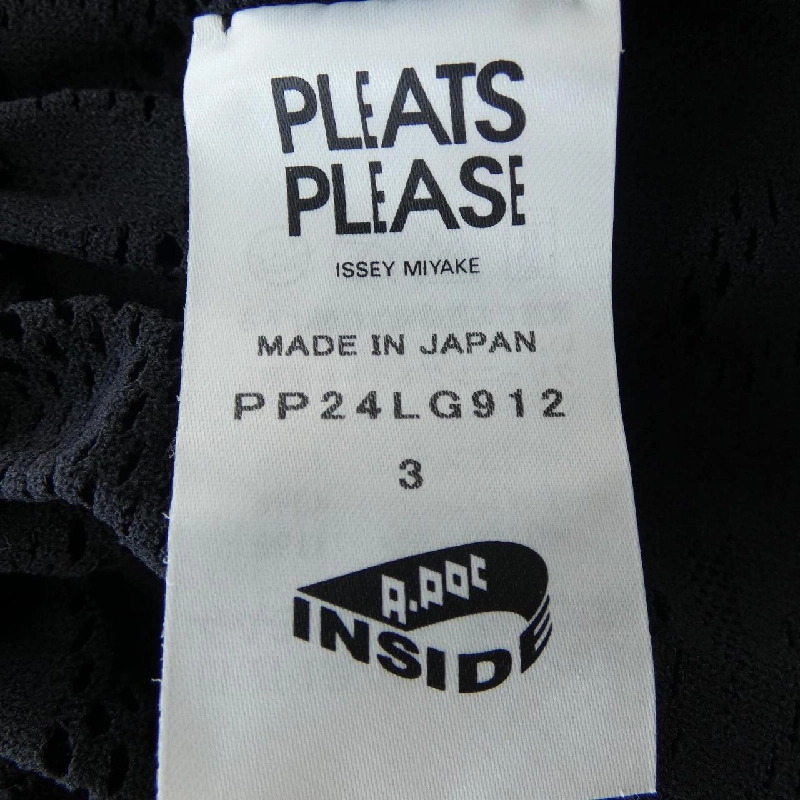 PLEATS
PLEASE
ISSEY MIYAKE
MADE IN JAPAN
PP24LG912
3
A.POC
INSIDE